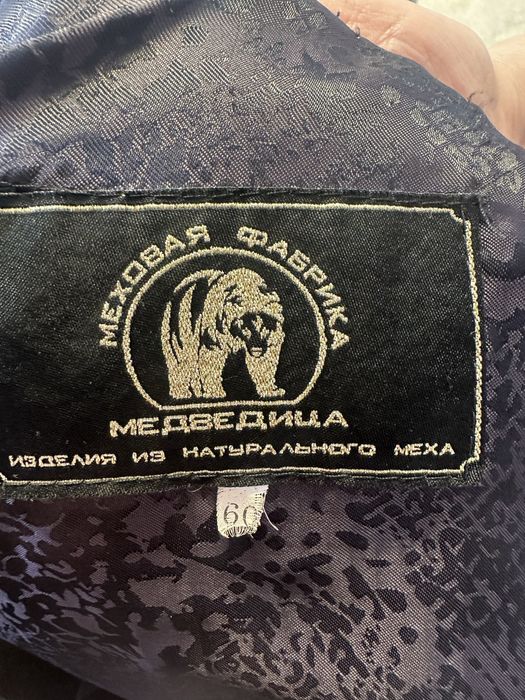 МЕХОВАЯ ФАБРИКА
МЕДВЕДИЦА
ИЗДЕЛИЯ ИЗ НАТУРАЛЬНОГО МЕХА
60